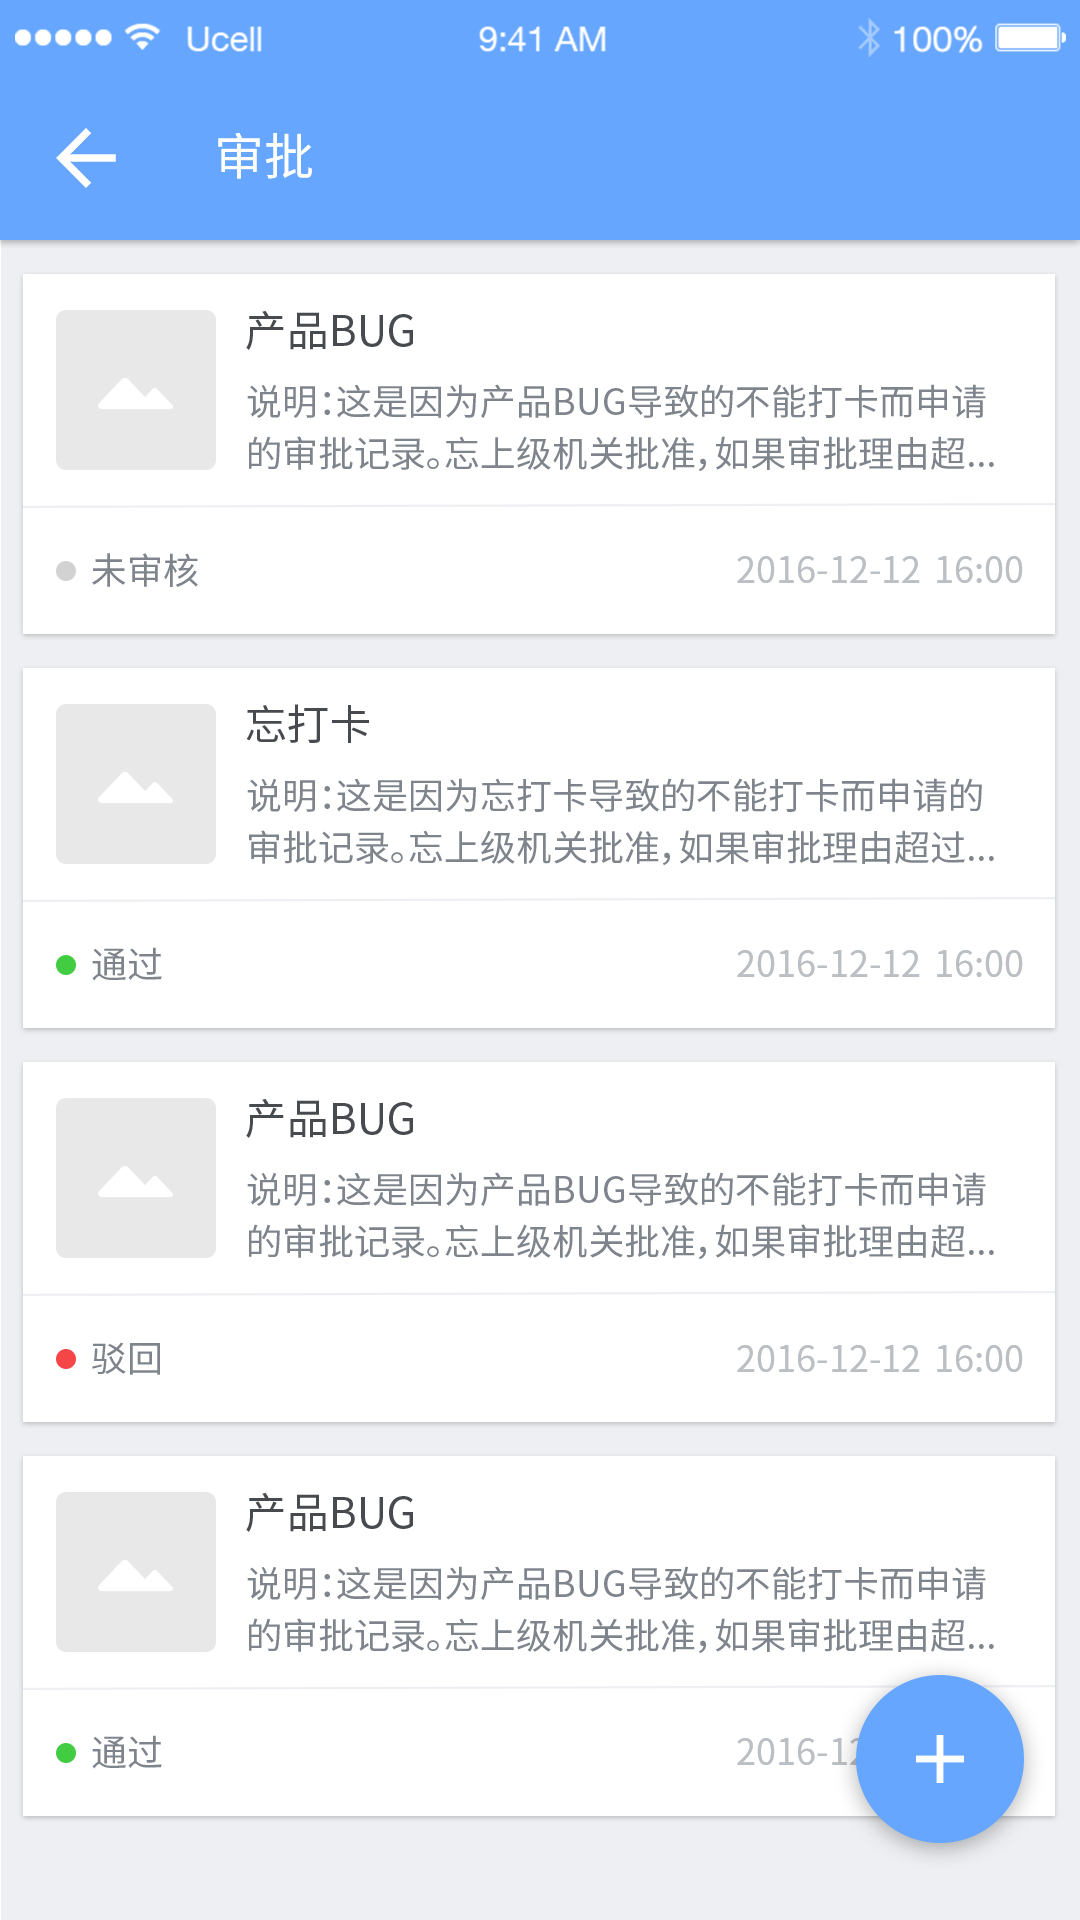 Ucell 9:41 AM 100%
审批
产品BUG
说明：这是因为产品BUG导致的不能打卡而申请
的审批记录。忘上级机关批准，如果审批理由超...
未审核 2016-12-12 16:00
忘打卡
说明：这是因为忘打卡导致的不能打卡而申请的
审批记录。忘上级机关批准，如果审批理由超过...
通过 2016-12-12 16:00
产品BUG
说明：这是因为产品BUG导致的不能打卡而申请
的审批记录。忘上级机关批准，如果审批理由超...
驳回 2016-12-12 16:00
产品BUG
说明：这是因为产品BUG导致的不能打卡而申请
的审批记录。忘上级机关批准，如果审批理由超...
通过 2016-12